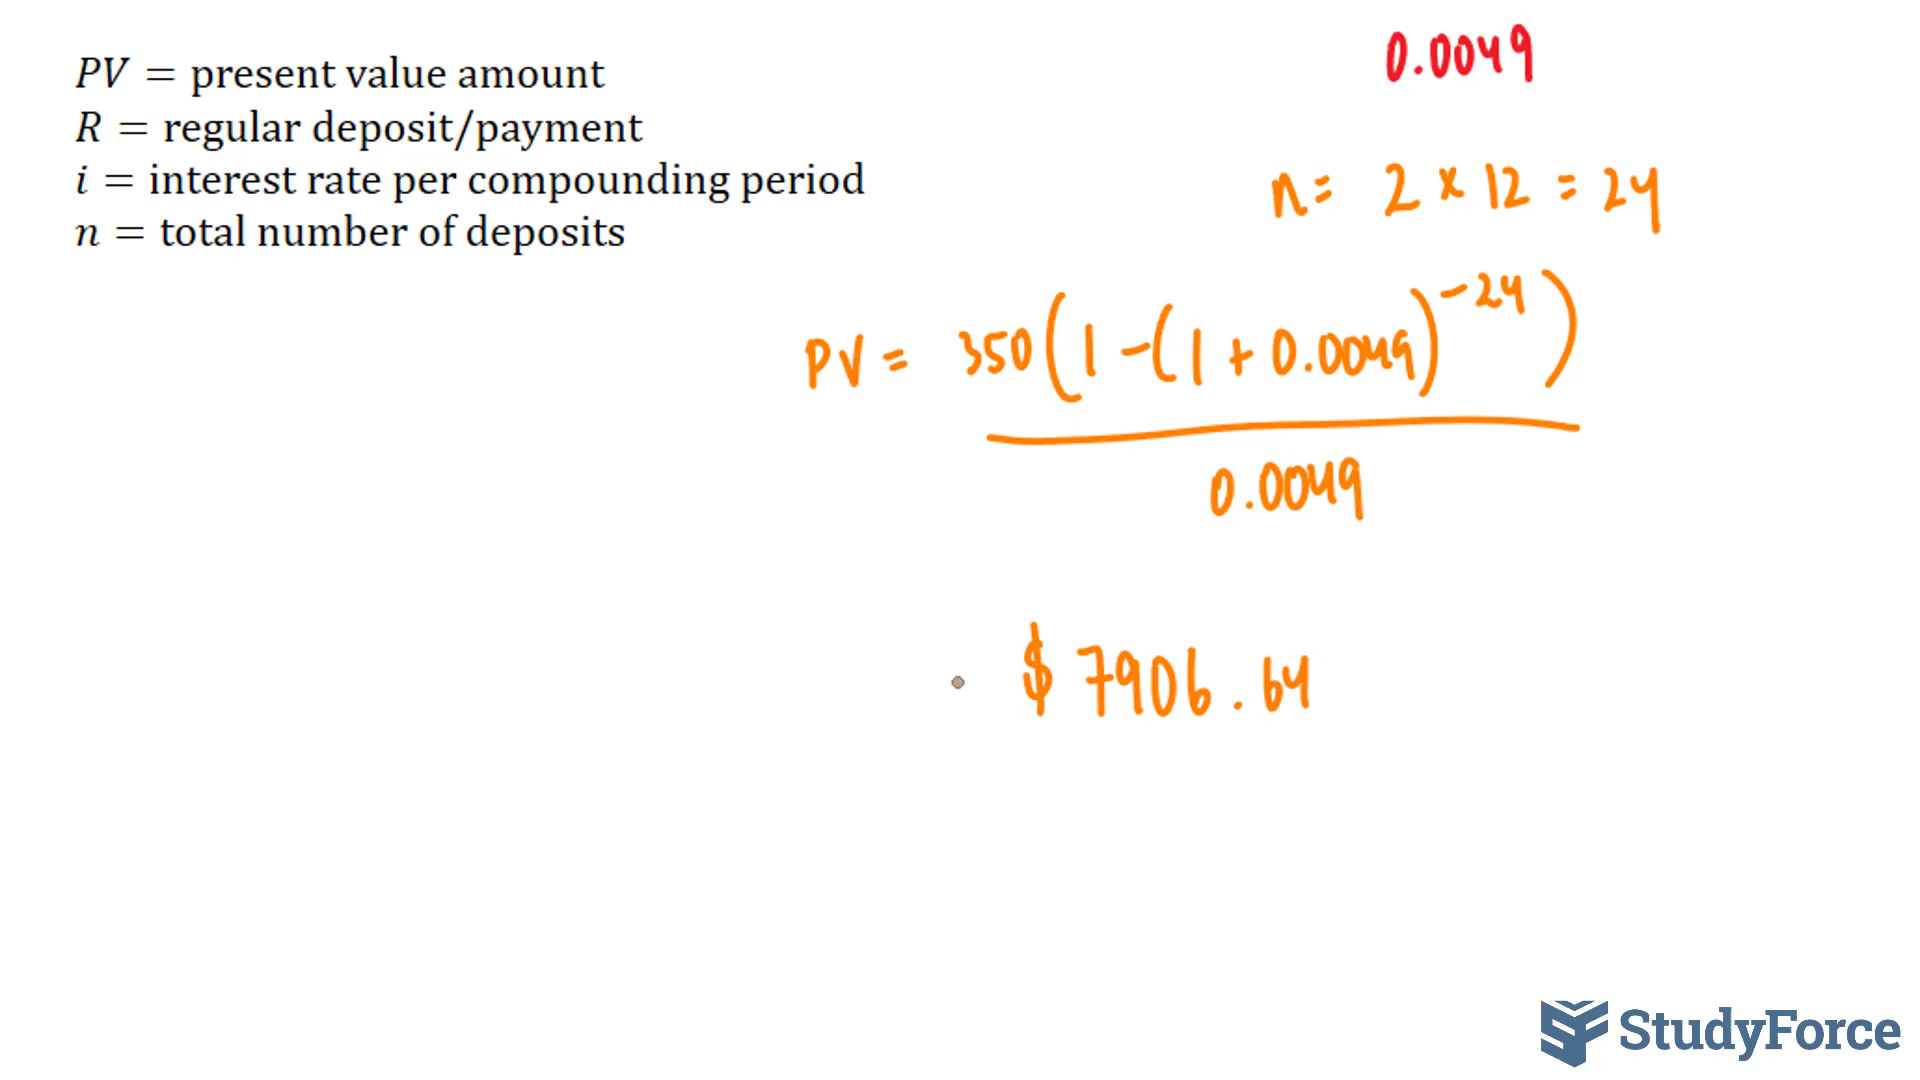 PV = present value amount
R = regular deposit/payment
i = interest rate per compounding period
n = total number of deposits
0.0049
n = 2 × 12 = 24
PV = 350(1-(1+0.0049)^-24)
0.0049
$ 7906.64
StudyForce